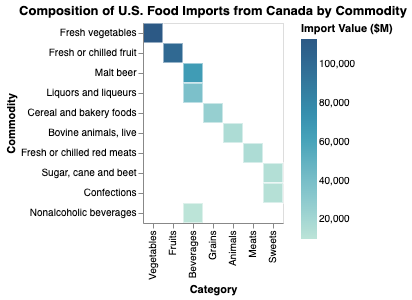 Composition of U.S. Food Imports from Canada by Commodity
Import Value ($M)
Commodity
Fresh vegetables
Fresh or chilled fruit
Malt beer
Liquors and liqueurs
Cereal and bakery foods
Bovine animals, live
Fresh or chilled red meats
Sugar, cane and beet
Confections
Nonalcoholic beverages
100,000
80,000
60,000
40,000
20,000
Vegetables
Fruits
Beverages
Grains
Animals
Meats
Sweets
Category